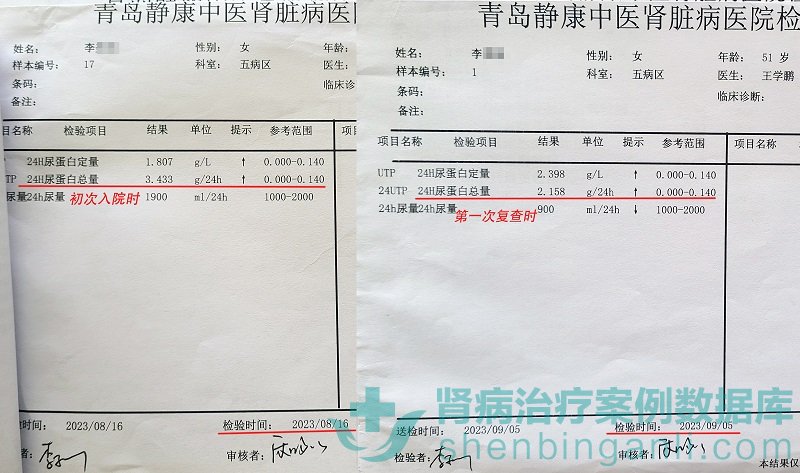 青岛静康中医肾脏病医院
姓名: 李 性别: 女 年龄:
样本编号: 17 科室: 五病区 医生:
条码: 临床诊
备注:
项目名称 检验项目 结果 单位 提示 参考范围 项
24H尿蛋白定量 1.807 g/L ↑ 0.000-0.140
TP 24H尿蛋白总量 3.433 g/24h ↑ 0.000-0.140
尿量24h尿量 1900 ml/24h 1000-2000
初次入院时
检时间: 2023/08/16 检验时间: 2023/08/16
审核者:
青岛静康中医肾脏病医院检
姓名: 李 性别: 女 年龄: 51 岁
样本编号: 1 科室: 五病区 医生: 王学鹏
条码: 临床诊断:
备注:
项目名称 检验项目 结果 单位 提示 参考范围 项目名
UTP 24H尿蛋白定量 2.398 g/L ↑ 0.000-0.140
24UTP 24H尿蛋白总量 2.158 g/24h ↑ 0.000-0.140
24h尿量24h尿量 900 ml/24h ↓ 1000-2000
第一次复查时
送检时间: 2023/09/05 检验时间: 2023/09/05
检验者: 审核者:
本结果仅
肾病治疗案例数据库
shenbinganli.com